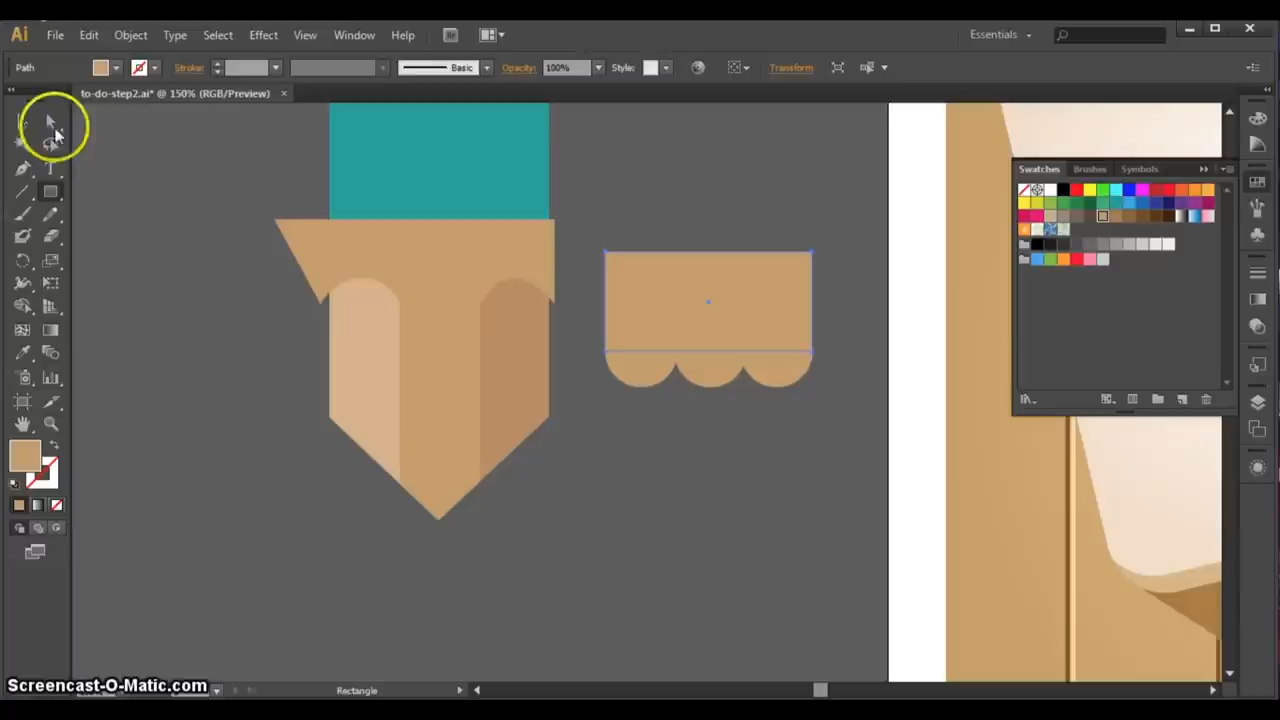 Ai File Edit Object Type Select Effect View Window Help Br Essentials
Path Stroke: Basic Opacity: 100% Style: Transform
to-do-step2.ai* @ 150% (RGB/Preview) ×
Swatches Brushes Symbols
T
Screencast-O-Matic.com
Rectangle